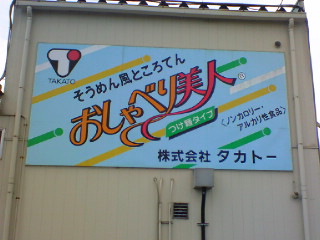 TAKATO
そうめん風ところてん
おしゃべり美人®
つけ麺タイプ
〈ノンカロリー・
アルカリ性食品〉
株式会社 タカトー